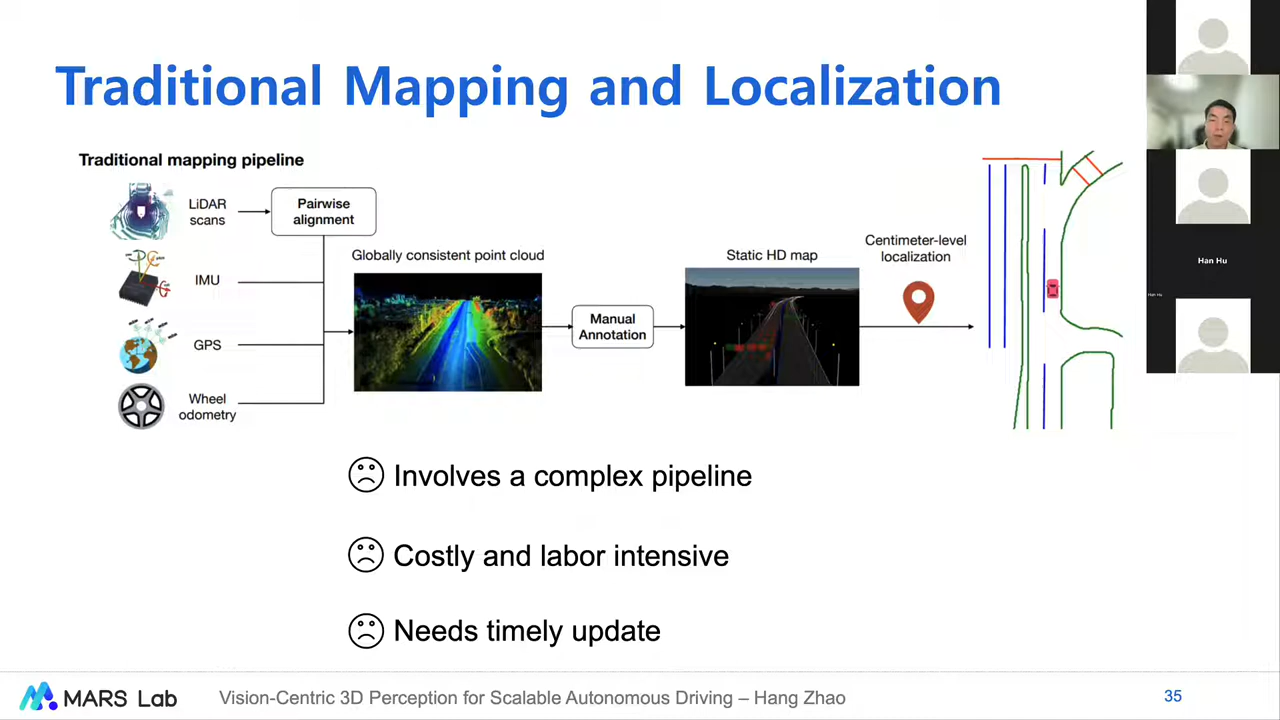 Traditional Mapping and Localization
Traditional mapping pipeline
LiDAR
scans
Pairwise
alignment
IMU
GPS
Wheel
odometry
Globally consistent point cloud
Manual
Annotation
Static HD map
Centimeter-level
localization
Involves a complex pipeline
Costly and labor intensive
Needs timely update
MARS Lab
Vision-Centric 3D Perception for Scalable Autonomous Driving – Hang Zhao
35
Han Hu
Han Hu